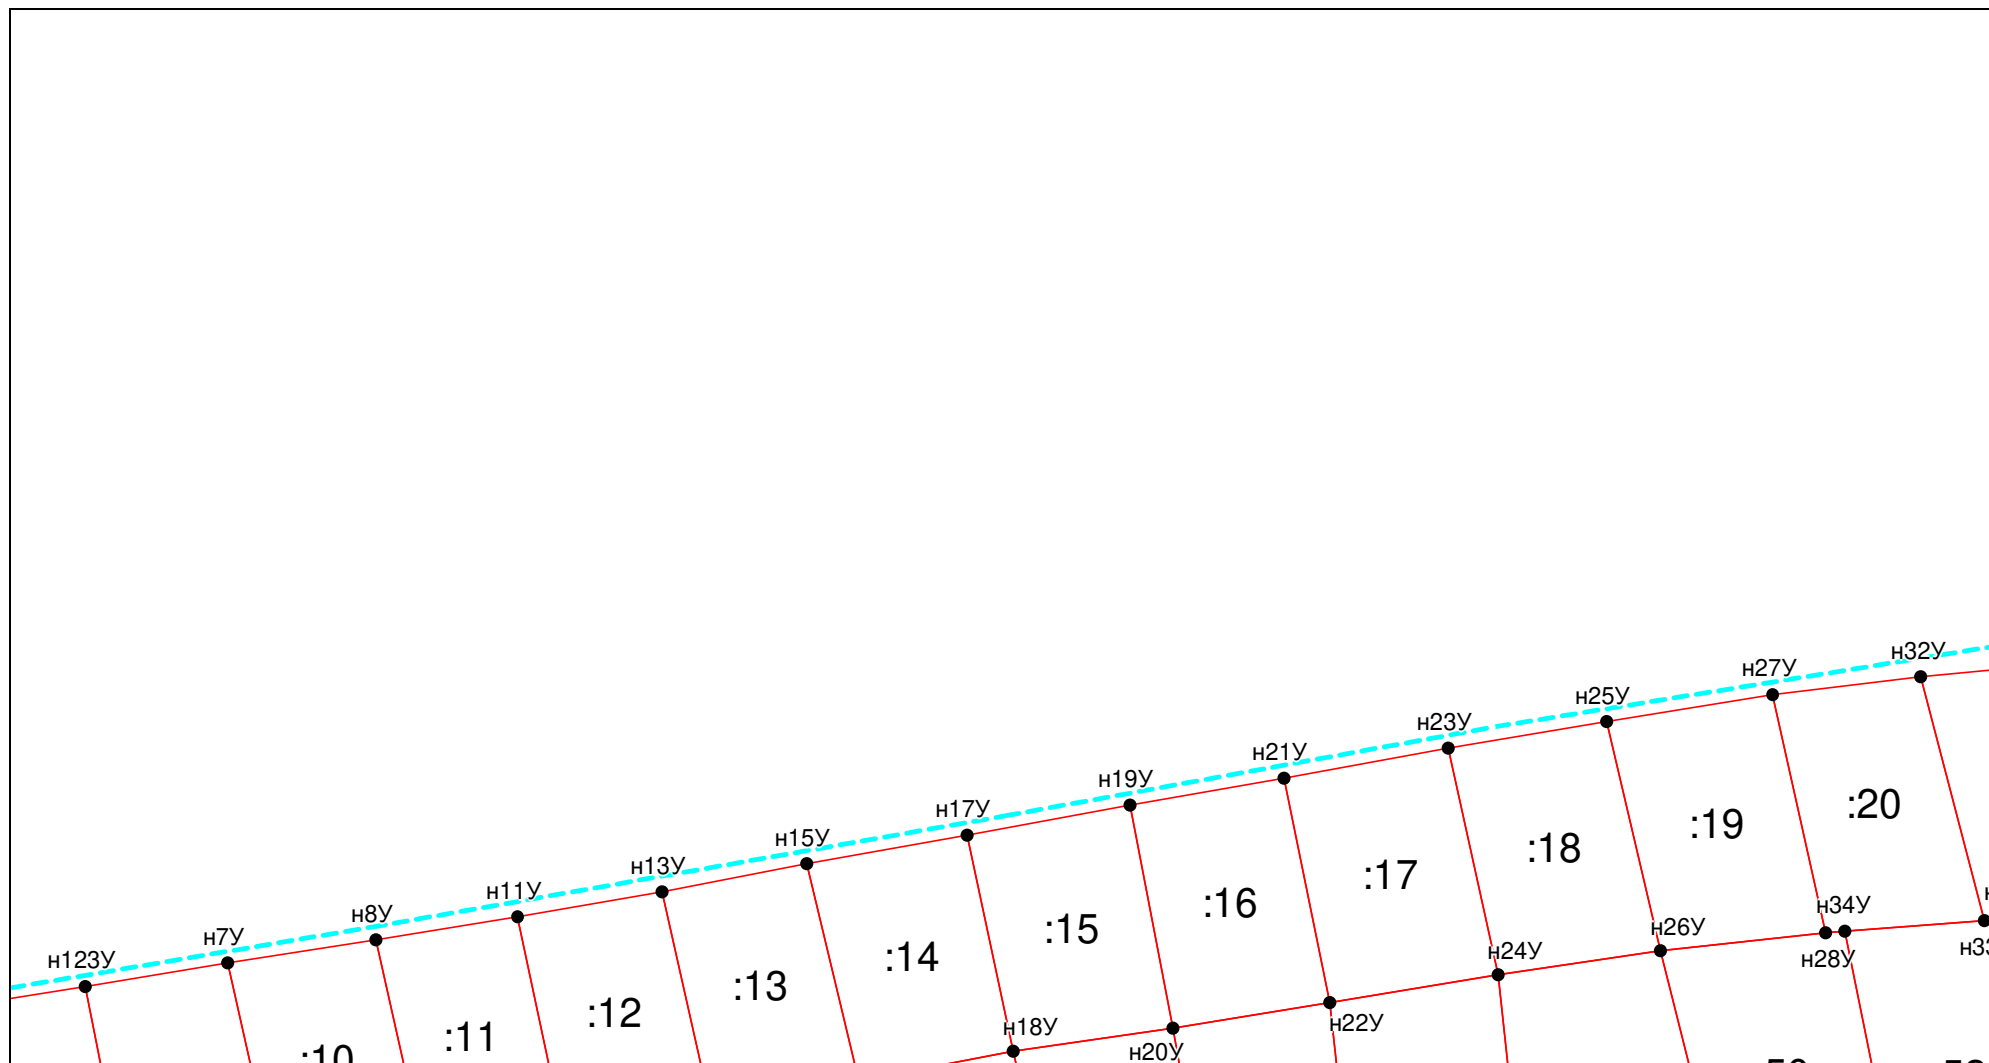 н32У
н27У
н25У
н23У
н21У
н19У
н17У
н15У
н13У
н11У
н8У
н7У
н123У
:20
:19
:18
:17
:16
:15
:14
:13
:12
:11
:10
н34У
н28У
н26У
н24У
н22У
н18У
н20У